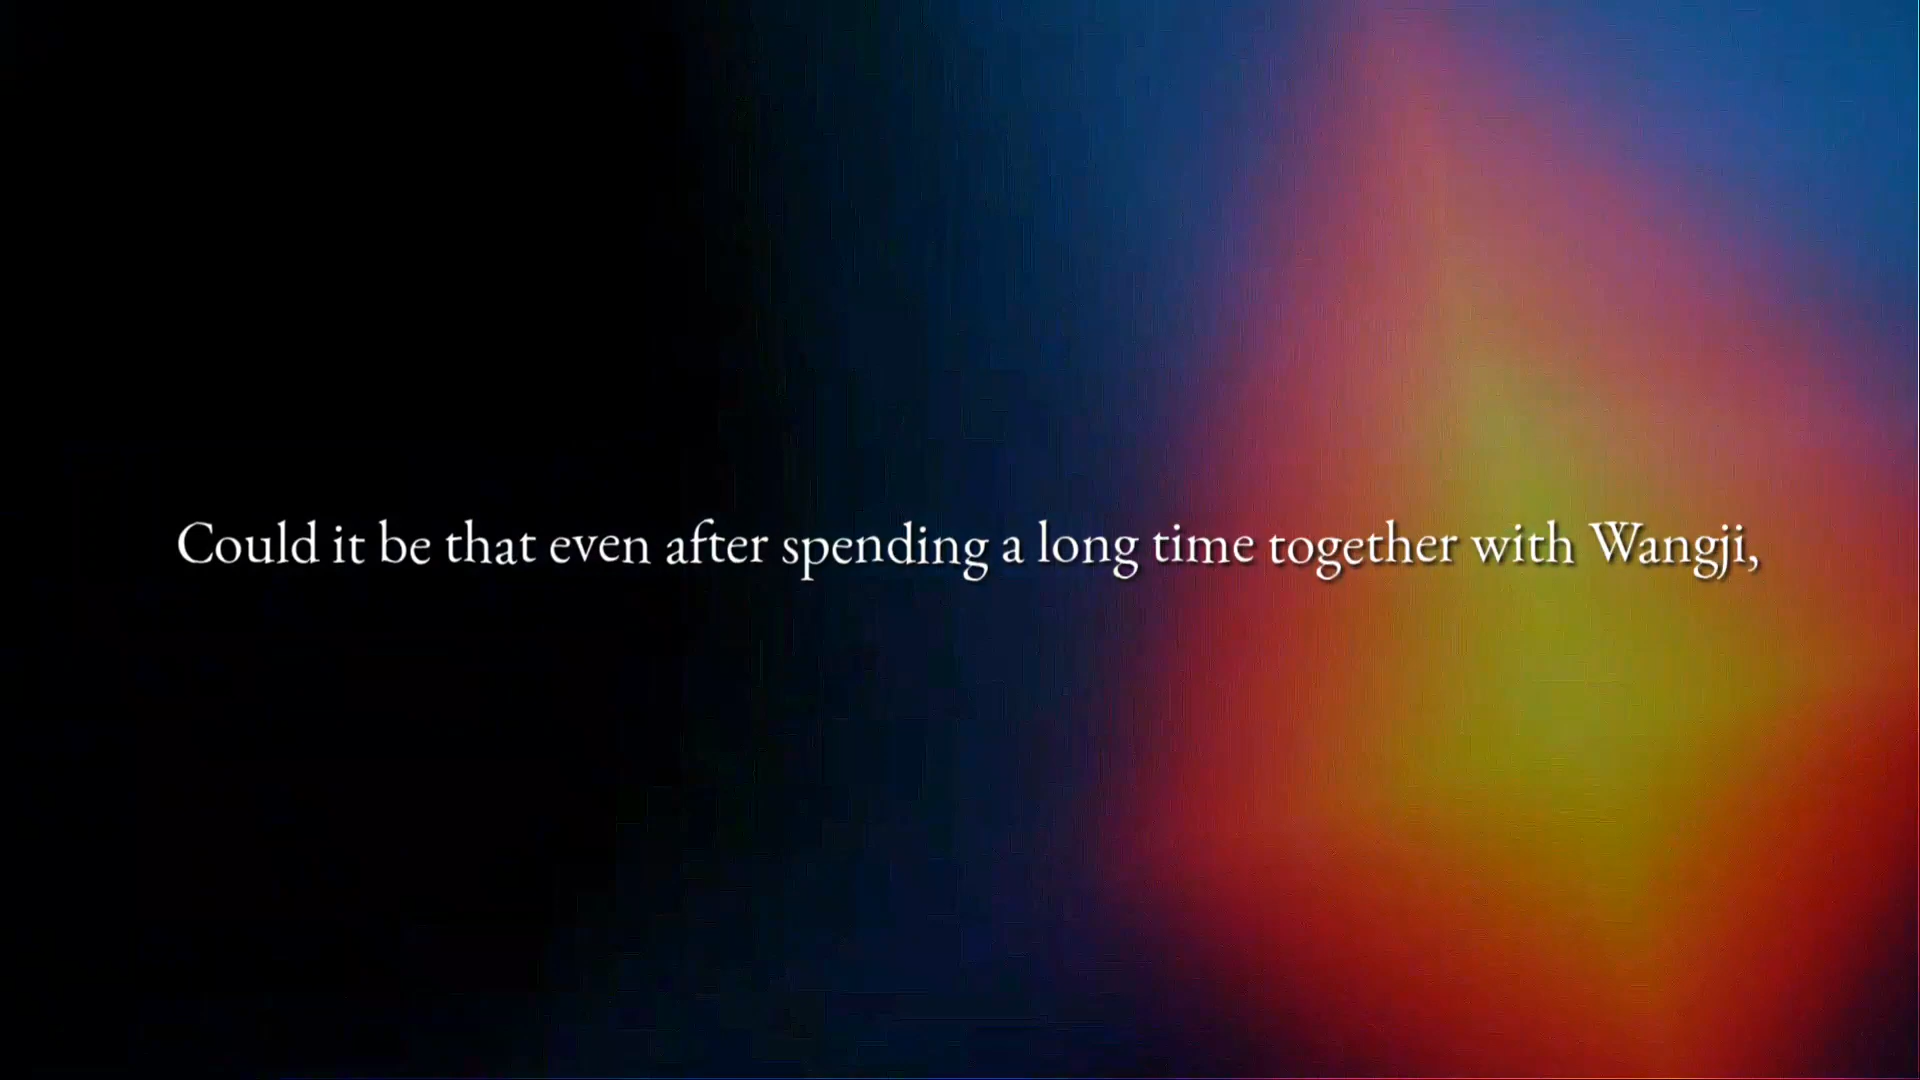 Could it be that even after spending a long time together with Wangji,